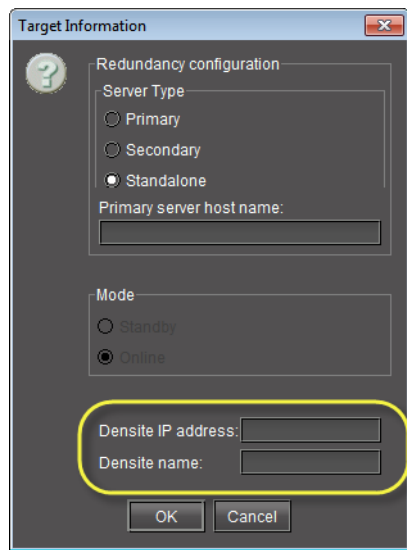 Target Information
Redundancy configuration
Server Type
Primary
Secondary
Standalone
Primary server host name:
Mode
Standby
Online
Densite IP address:
Densite name:
OK
Cancel